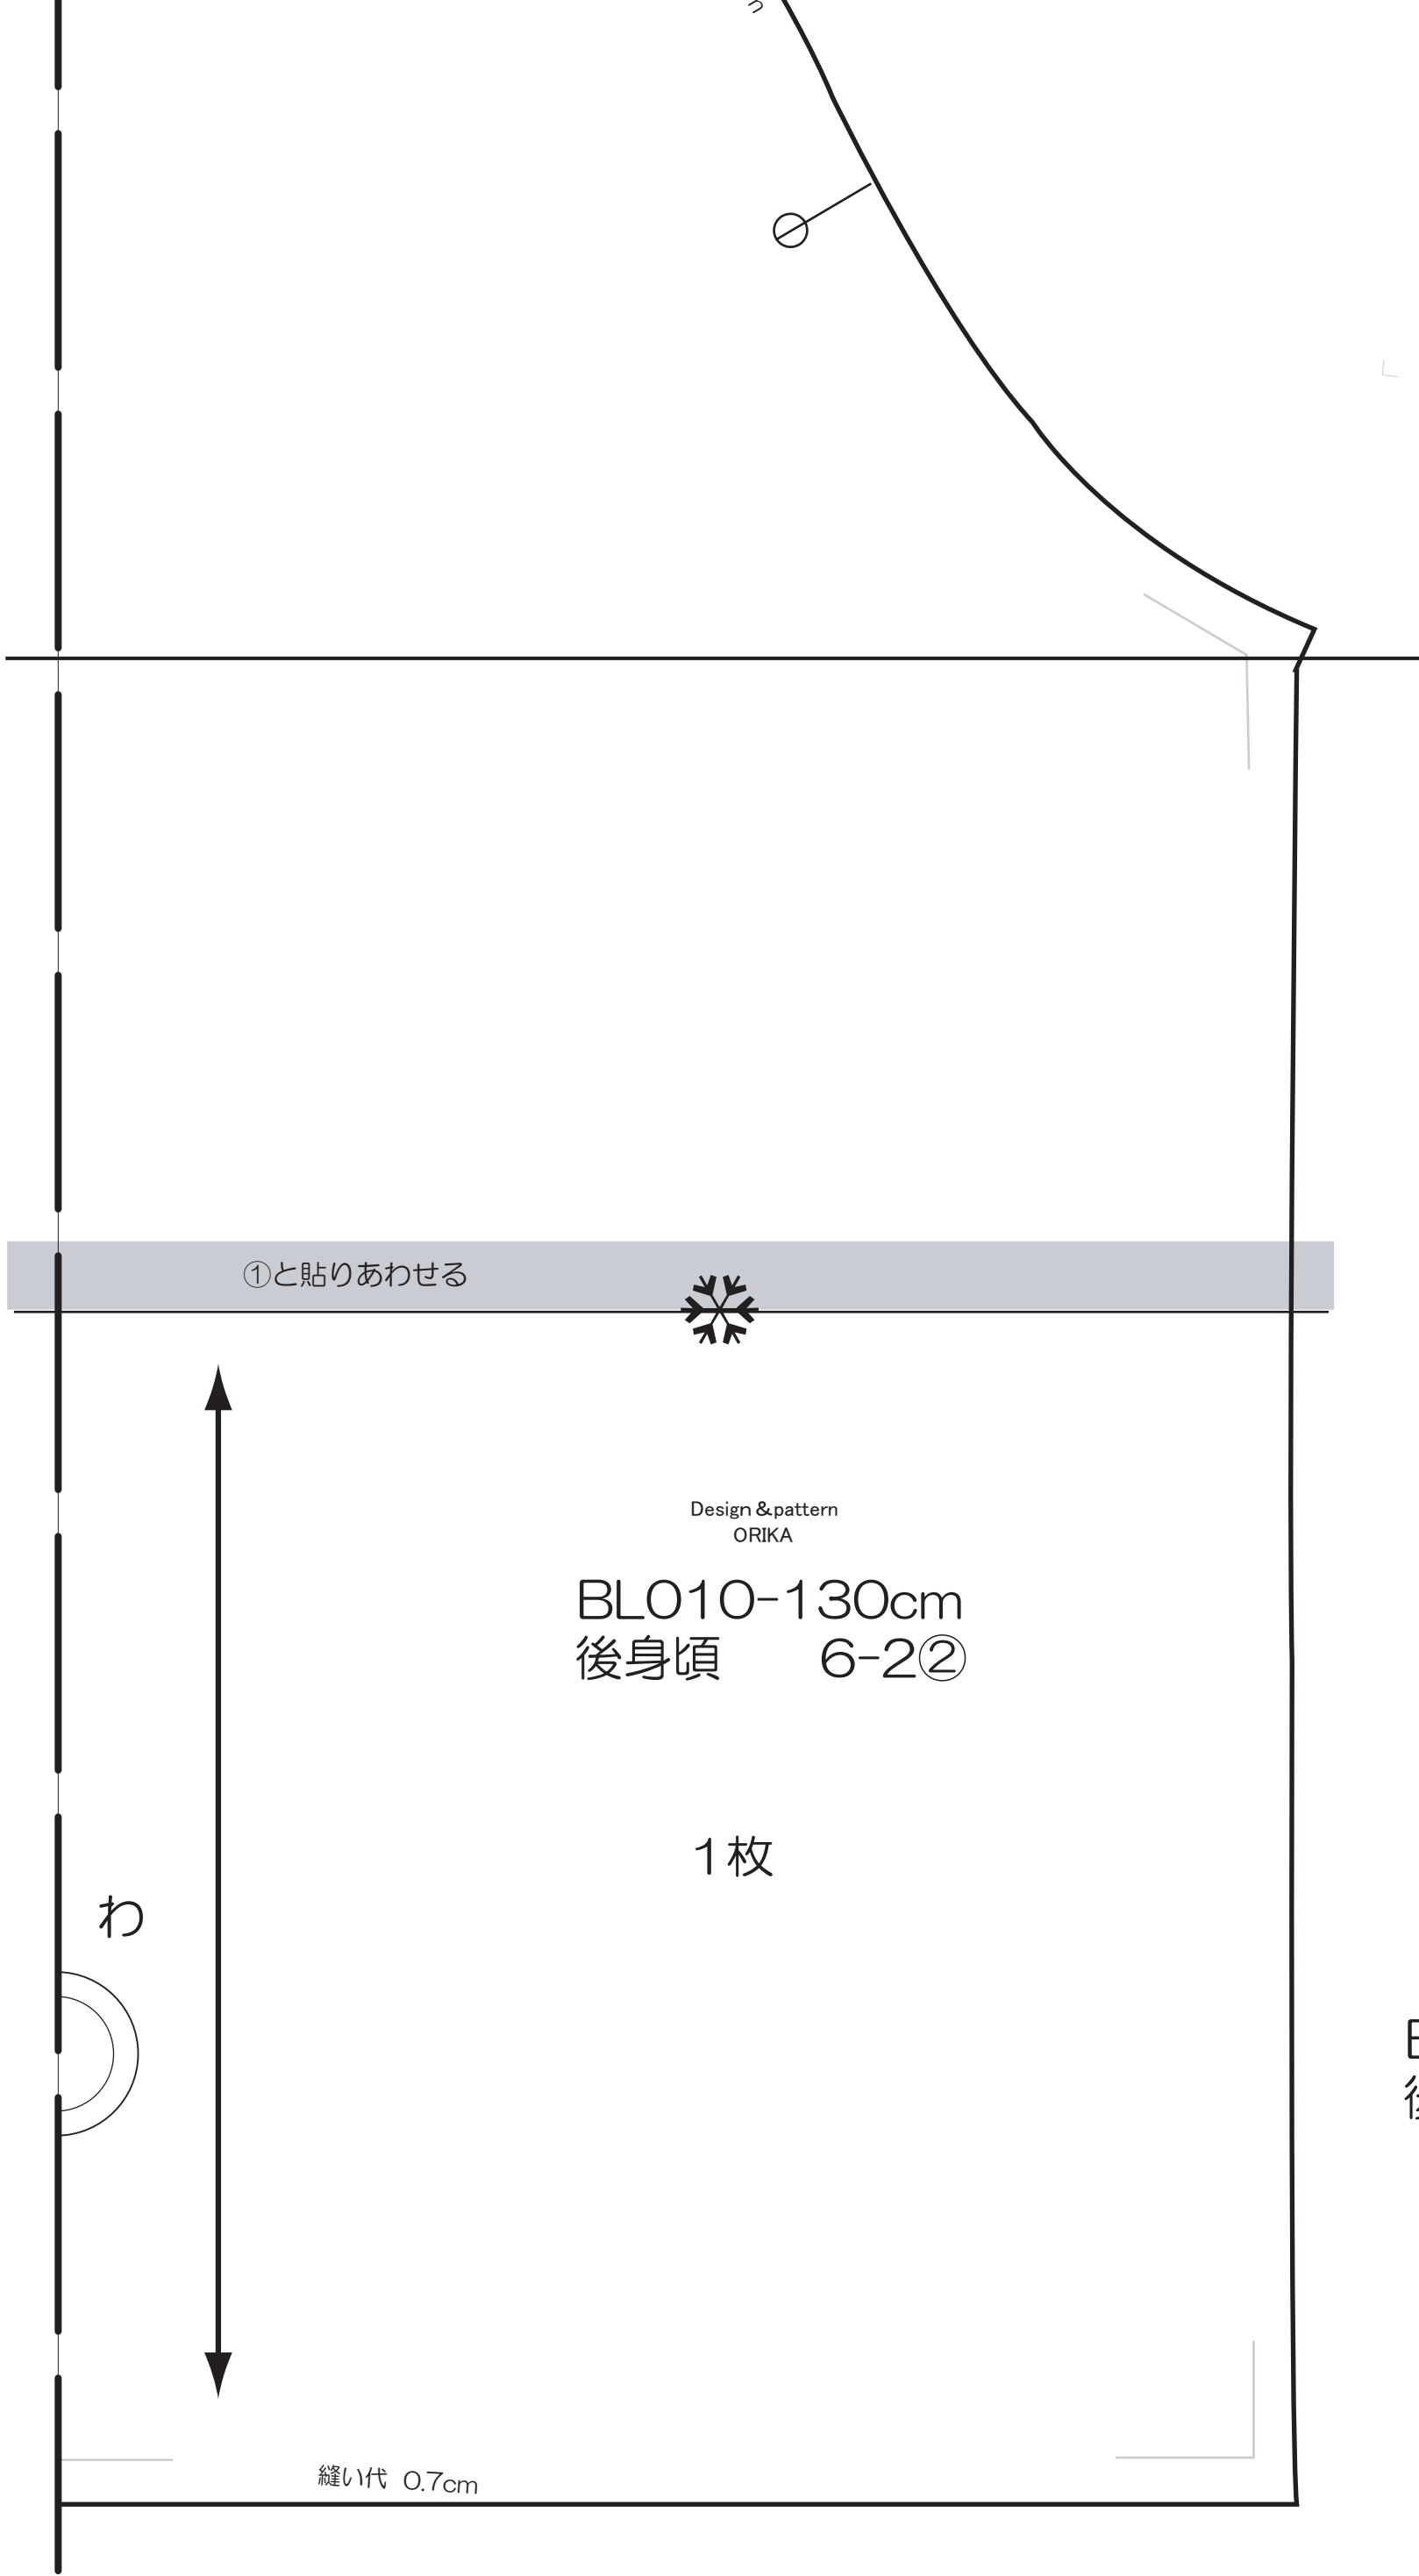 ①と貼りあわせる
Design &pattern
ORIKA
BL010-130cm
後身頃 6-2②
1枚
わ
縫い代 0.7cm